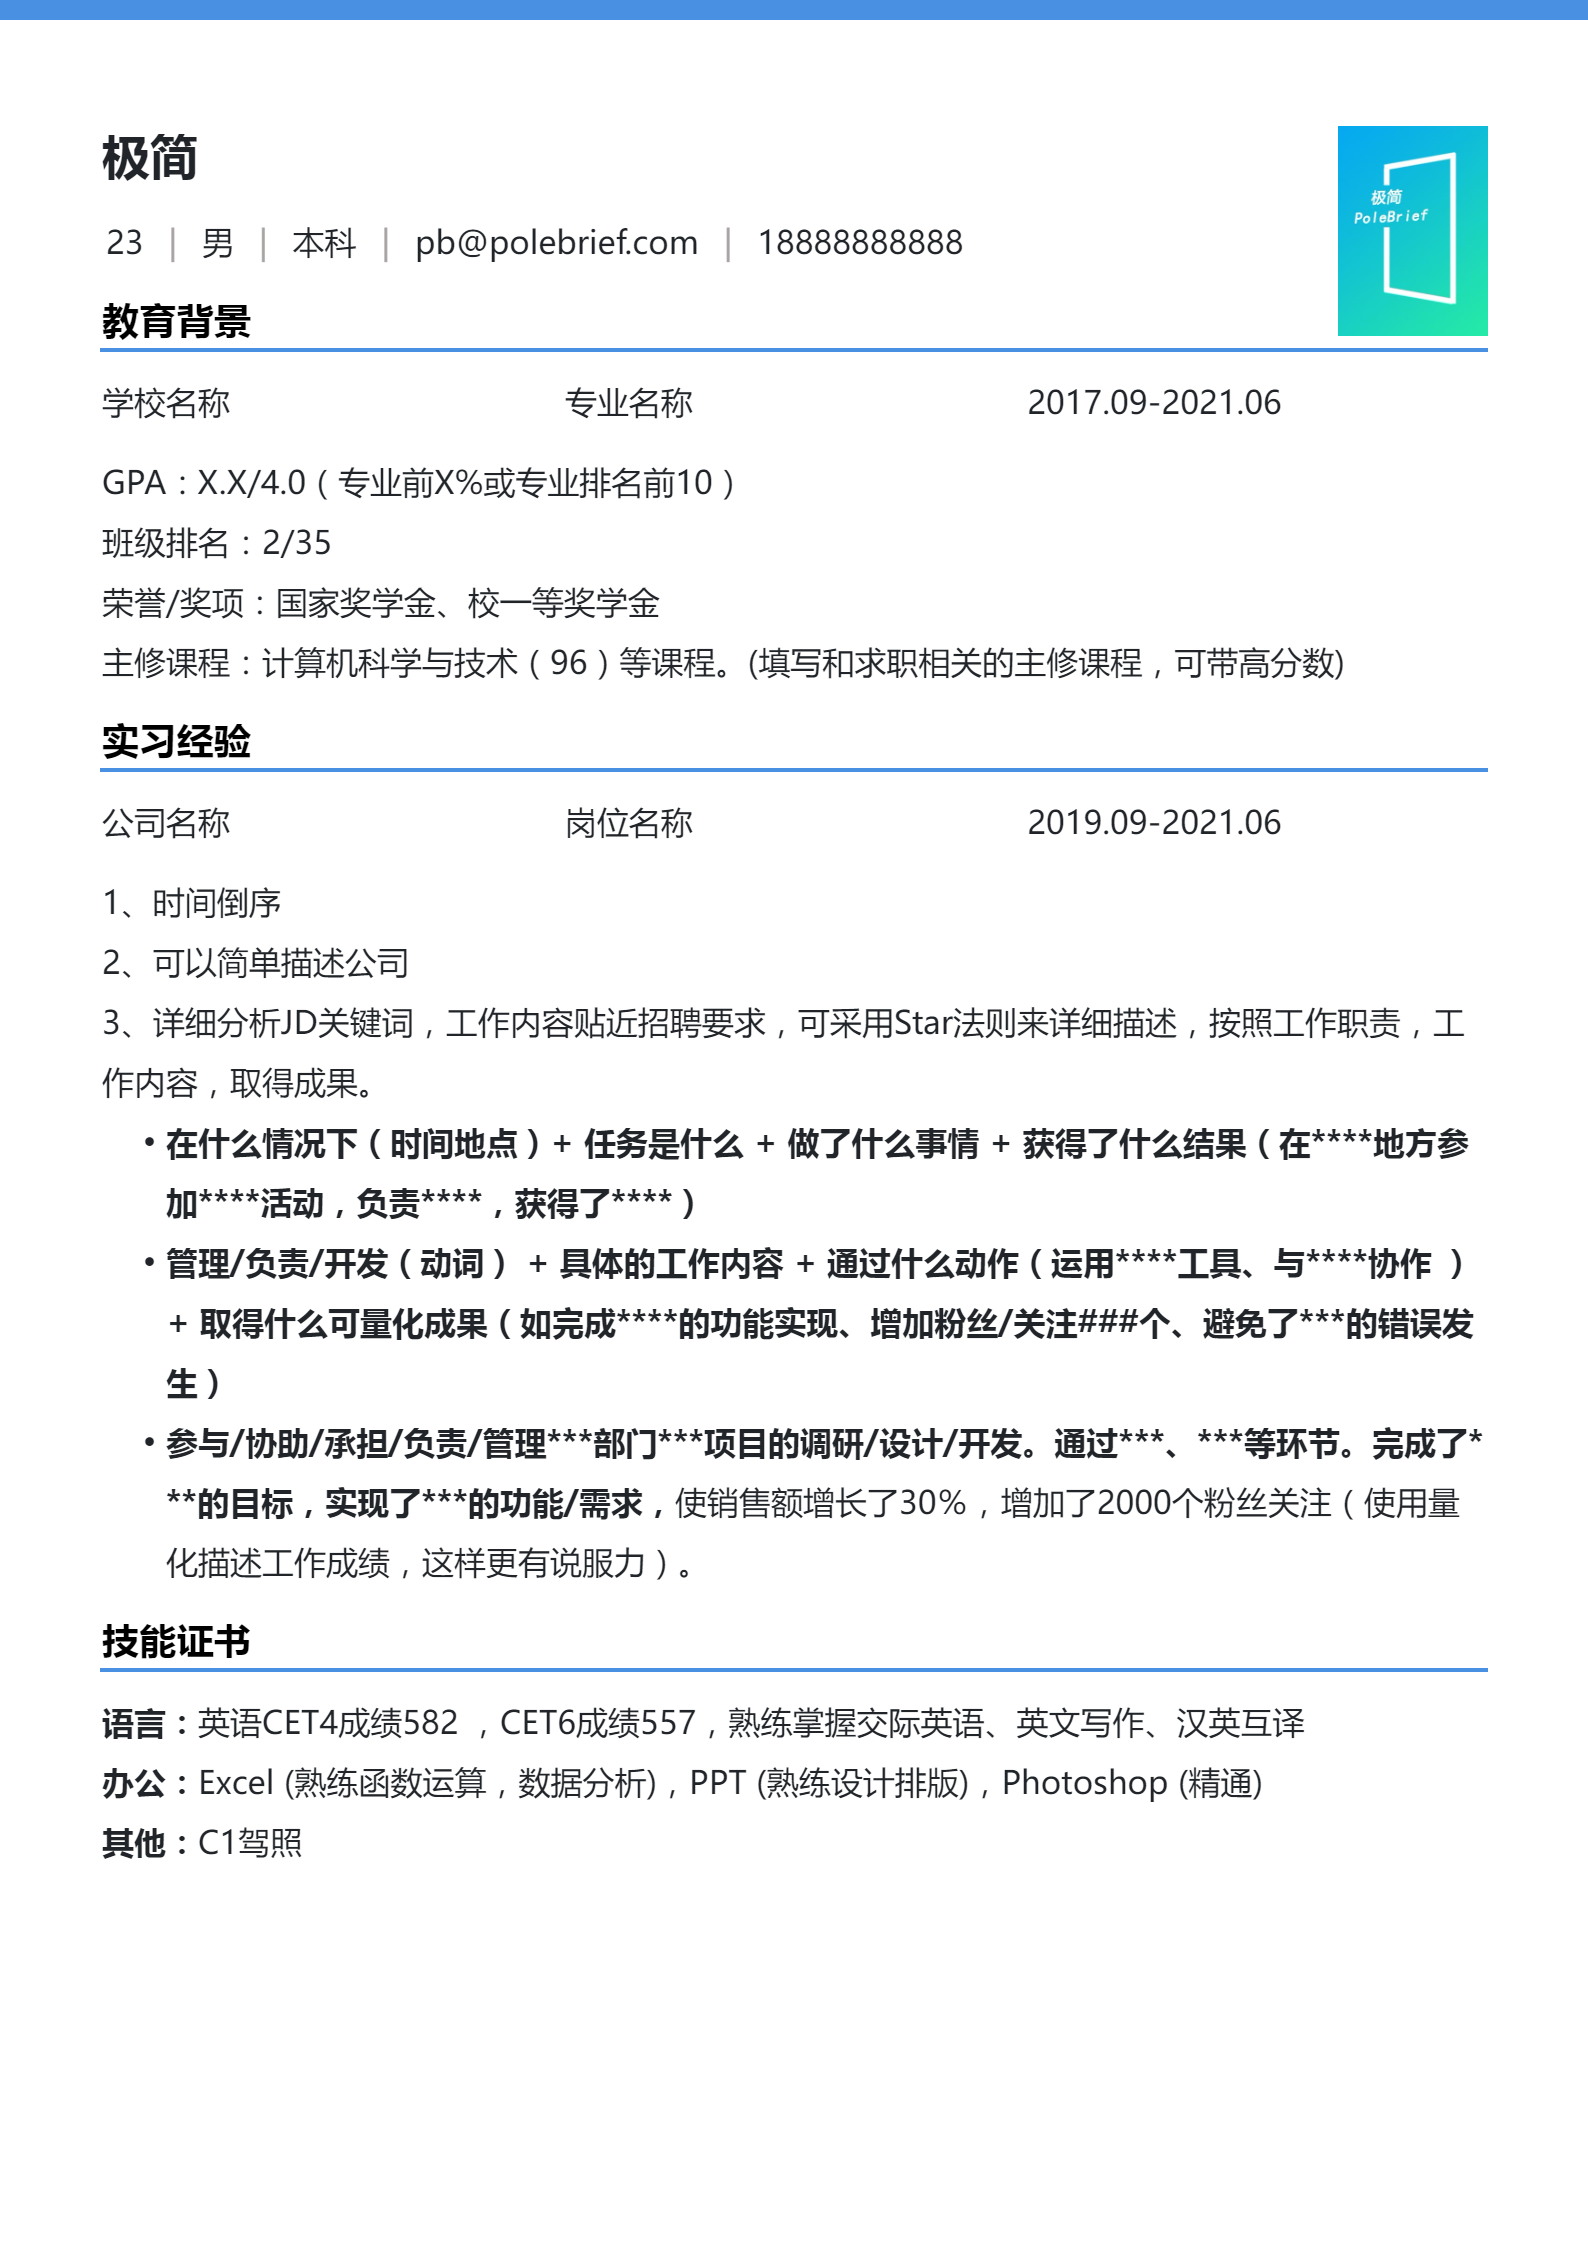 极简
23 | 男 | 本科 | pb@polebrief.com | 18888888888
极简
PoleBrief
教育背景
学校名称 专业名称 2017.09-2021.06
GPA：X.X/4.0（专业前X%或专业排名前10）
班级排名：2/35
荣誉/奖项：国家奖学金、校一等奖学金
主修课程：计算机科学与技术（96）等课程。(填写和求职相关的主修课程，可带高分数)
实习经验
公司名称 岗位名称 2019.09-2021.06
1、时间倒序
2、可以简单描述公司
3、详细分析JD关键词，工作内容贴近招聘要求，可采用Star法则来详细描述，按照工作职责，工
作内容，取得成果。
•在什么情况下（时间地点）+ 任务是什么 + 做了什么事情 + 获得了什么结果（在****地方参
加****活动，负责****，获得了****）
•管理/负责/开发（动词） + 具体的工作内容 + 通过什么动作（运用****工具、与****协作 ）
+ 取得什么可量化成果（如完成****的功能实现、增加粉丝/关注###个、避免了***的错误发
生）
•参与/协助/承担/负责/管理***部门***项目的调研/设计/开发。通过***、***等环节。完成了*
**的目标，实现了***的功能/需求，使销售额增长了30%，增加了2000个粉丝关注（使用量
化描述工作成绩，这样更有说服力）。
技能证书
语言：英语CET4成绩582 ，CET6成绩557，熟练掌握交际英语、英文写作、汉英互译
办公：Excel (熟练函数运算，数据分析)，PPT (熟练设计排版)，Photoshop (精通)
其他：C1驾照